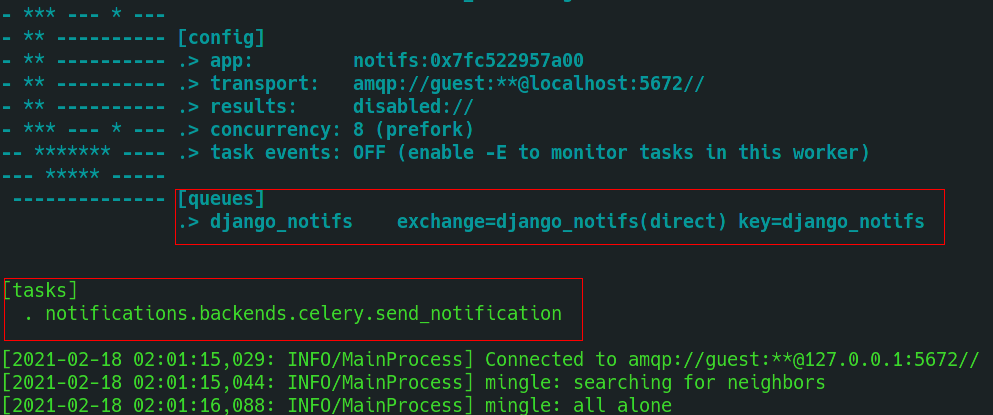 - *** --- * ---
- ** ---------- [config]
- ** ---------- .> app:         notifs:0x7fc522957a00
- ** ---------- .> transport:   amqp://guest:**@localhost:5672//
- ** ---------- .> results:     disabled://
- *** --- * --- .> concurrency: 8 (prefork)
-- ******* ---- .> task events: OFF (enable -E to monitor tasks in this worker)
--- ***** -----
 -------------- [queues]
                .> django_notifs    exchange=django_notifs(direct) key=django_notifs
[tasks]
  . notifications.backends.celery.send_notification
[2021-02-18 02:01:15,029: INFO/MainProcess] Connected to amqp://guest:**@127.0.0.1:5672//
[2021-02-18 02:01:15,044: INFO/MainProcess] mingle: searching for neighbors
[2021-02-18 02:01:16,088: INFO/MainProcess] mingle: all alone